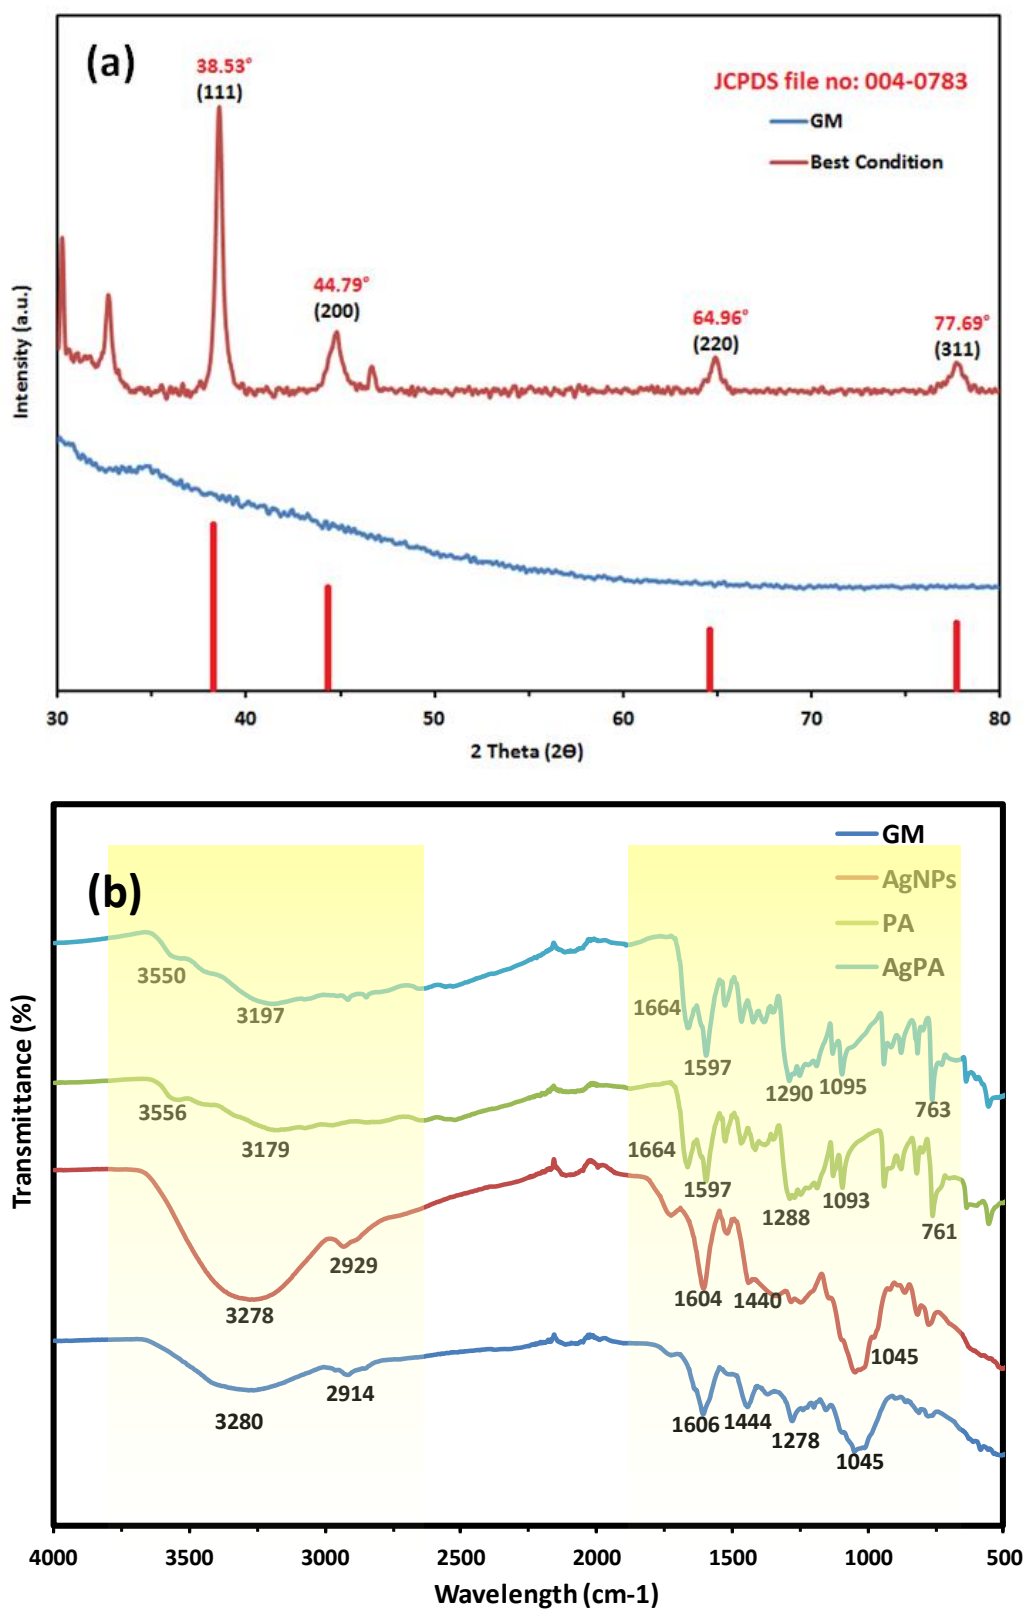 (a)
38.53°
(111)
JCPDS file no: 004-0783
GM
Best Condition
44.79°
(200)
64.96°
(220)
77.69°
(311)
Intensity (a.u.)
30 40 50 60 70 80
2 Theta (2Ɵ)
(b)
GM
AgNPs
PA
AgPA
3550
3197
1664
1597
1290
1095
763
3556
3179
1664
1597
1288
1093
761
3278
2929
1604
1440
1045
3280
2914
1606
1444
1278
1045
Transmittance (%)
4000 3500 3000 2500 2000 1500 1000 500
Wavelength (cm-1)